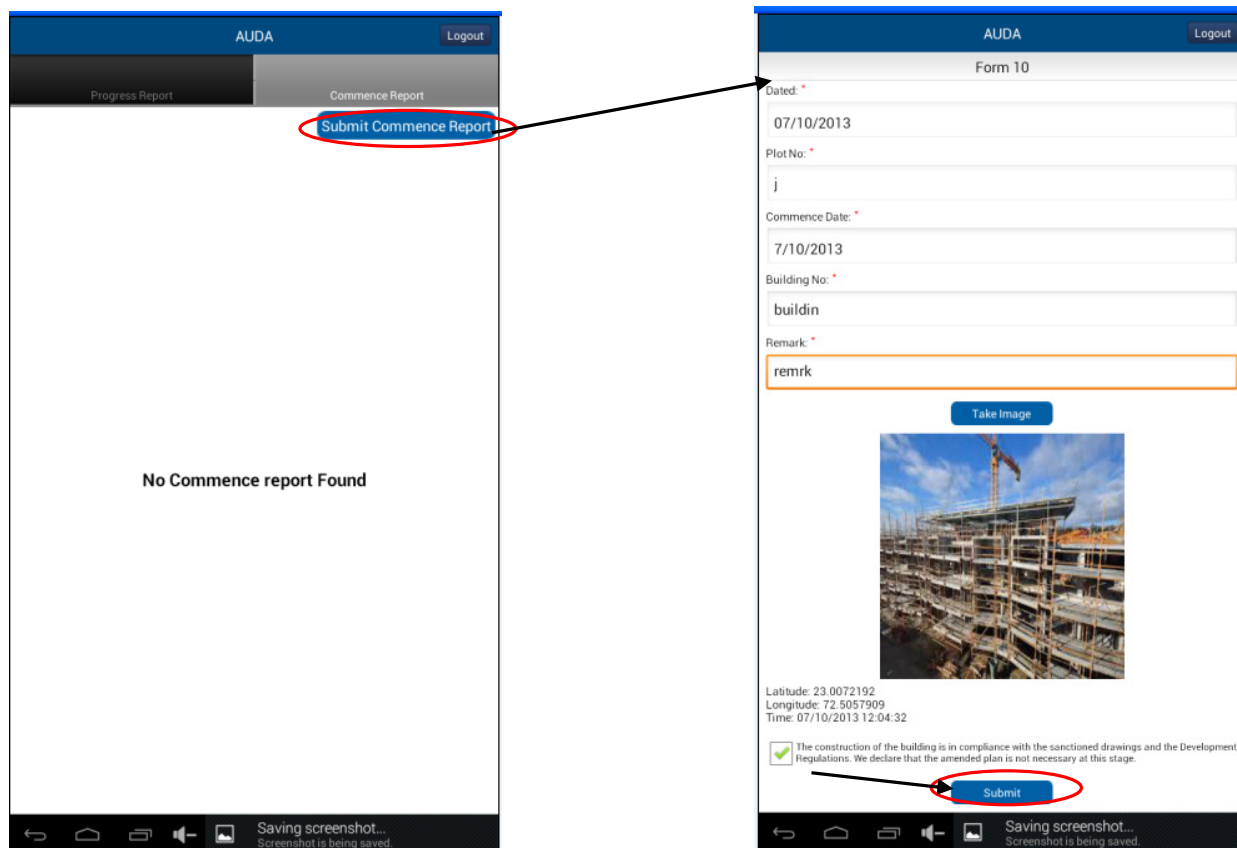 AUDA
Logout
Progress Report
Commence Report
Submit Commence Report
No Commence report Found
Saving screenshot...
Screenshot is being saved.
AUDA
Logout
Form 10
Dated: *
07/10/2013
Plot No: *
j
Commence Date: *
7/10/2013
Building No: *
buildin
Remark: *
remrk
Take Image
Latitude: 23.0072192
Longitude: 72.5057909
Time: 07/10/2013 12:04:32
The construction of the building is in compliance with the sanctioned drawings and the Development
Regulations. We declare that the amended plan is not necessary at this stage.
Submit
Saving screenshot...
Screenshot is being saved.